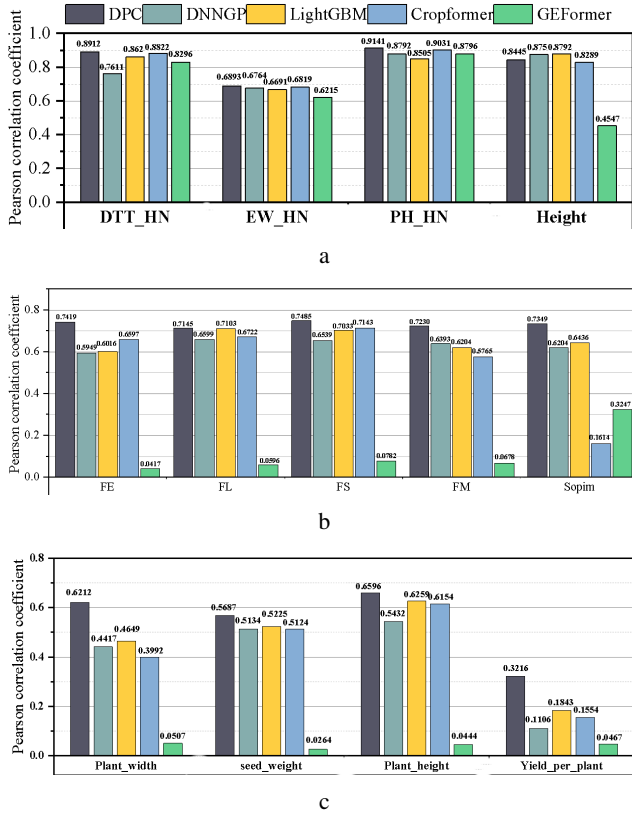 DPC DNNGP LightGBM Cropformer GEFormer
Pearson correlation coefficient
1.0
0.8
0.6
0.4
0.2
0.0
0.8912 0.7611 0.862 0.8822 0.8296
0.6893 0.6764 0.6691 0.6819 0.6215
0.9141 0.8792 0.8505 0.9031 0.8796
0.8445 0.875 0.8792 0.8289 0.4547
DTT_HN EW_HN PH_HN Height
a
Pearson correlation coefficient
0.8
0.6
0.4
0.2
0.0
0.7419 0.5949 0.6016 0.6597 0.0417
0.7145 0.6599 0.7103 0.6722 0.0596
0.7485 0.6539 0.7033 0.7143 0.0782
0.7230 0.6393 0.6204 0.5765 0.0678
0.7349 0.6204 0.6436 0.1614 0.3247
FE FL FS FM Sopim
b
Pearson correlation coefficient
0.8
0.6
0.4
0.2
0.0
0.6212 0.4417 0.4649 0.3992 0.0507
0.5687 0.5134 0.5225 0.5124 0.0264
0.6596 0.5432 0.6259 0.6154 0.0444
0.3216 0.1106 0.1843 0.1554 0.0467
Plant_width seed_weight Plant_height Yield_per_plant
c